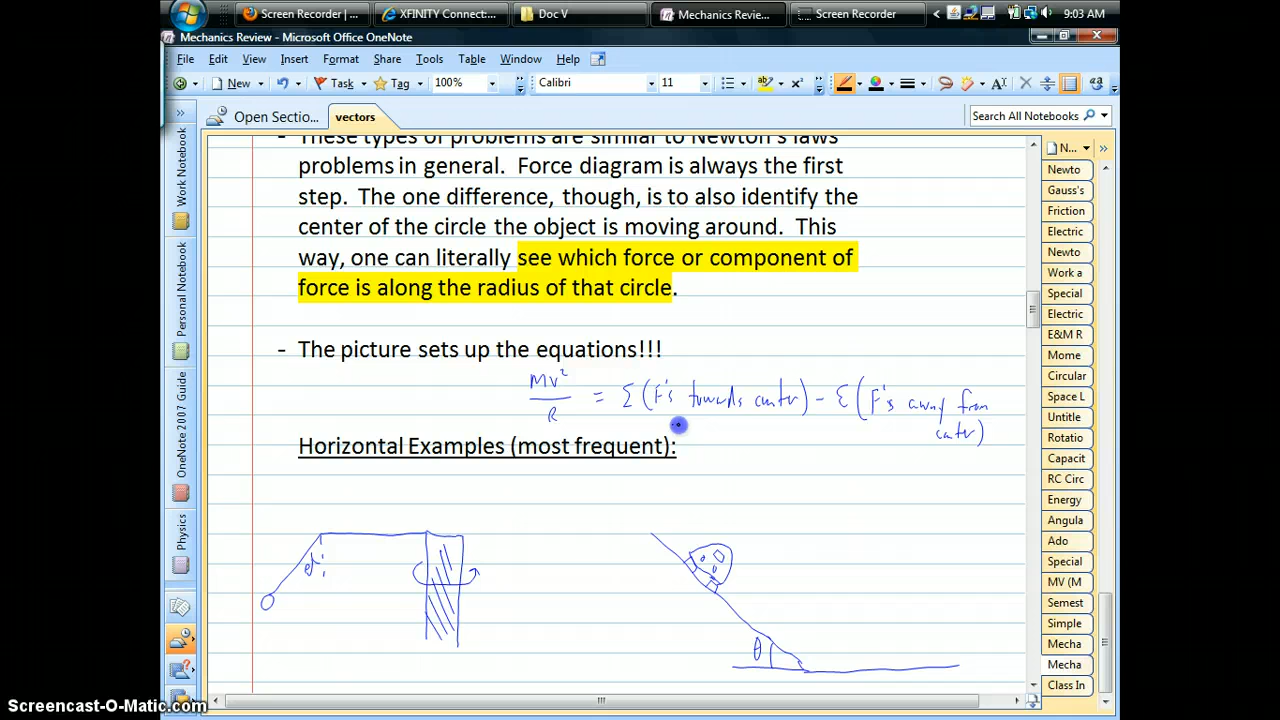 Screen Recorder | ...
XFINITY Connect:...
Doc V
Mechanics Review...
Screen Recorder
9:03 AM
Mechanics Review - Microsoft Office OneNote
File Edit View Insert Format Share Tools Table Window Help
New Task Tag 100% Calibri 11
Open Sectio... vectors
Search All Notebooks
N...
- These types of problems are similar to Newton's laws
problems in general. Force diagram is always the first
step. The one difference, though, is to also identify the
center of the circle the object is moving around. This
way, one can literally see which force or component of
force is along the radius of that circle.
- The picture sets up the equations!!!
Mv²/R = Σ (F's towards center) - Σ (F's away from
center)
Horizontal Examples (most frequent):
θ
Work Notebook
Personal Notebook
OneNote 2007 Guide
Physics
Newto
Gauss's
Friction
Electric
Newto
Work a
Special
Electric
E&M R
Mome
Circular
Space L
Untitle
Rotatio
Capacit
RC Circ
Energy
Angula
Ado
Special
MV (M
Semest
Simple
Mecha
Mecha
Class In
Screencast-O-Matic.com